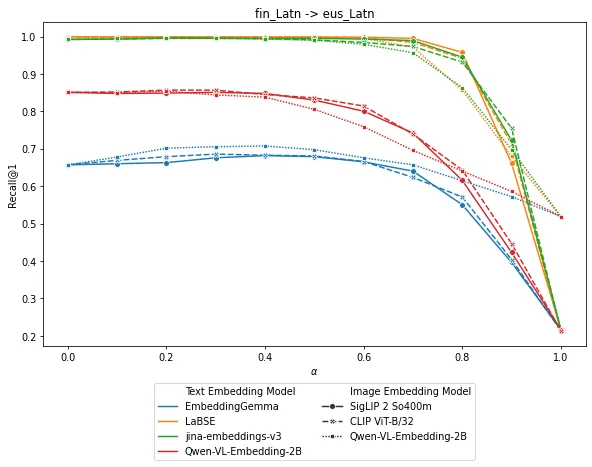 fin_Latn -> eus_Latn
1.0
0.9
0.8
0.7
0.6
0.5
0.4
0.3
0.2
Recall@1
0.0 0.2 0.4 0.6 0.8 1.0
α
Text Embedding Model Image Embedding Model
EmbeddingGemma SigLIP 2 So400m
LaBSE CLIP ViT-B/32
jina-embeddings-v3 Qwen-VL-Embedding-2B
Qwen-VL-Embedding-2B